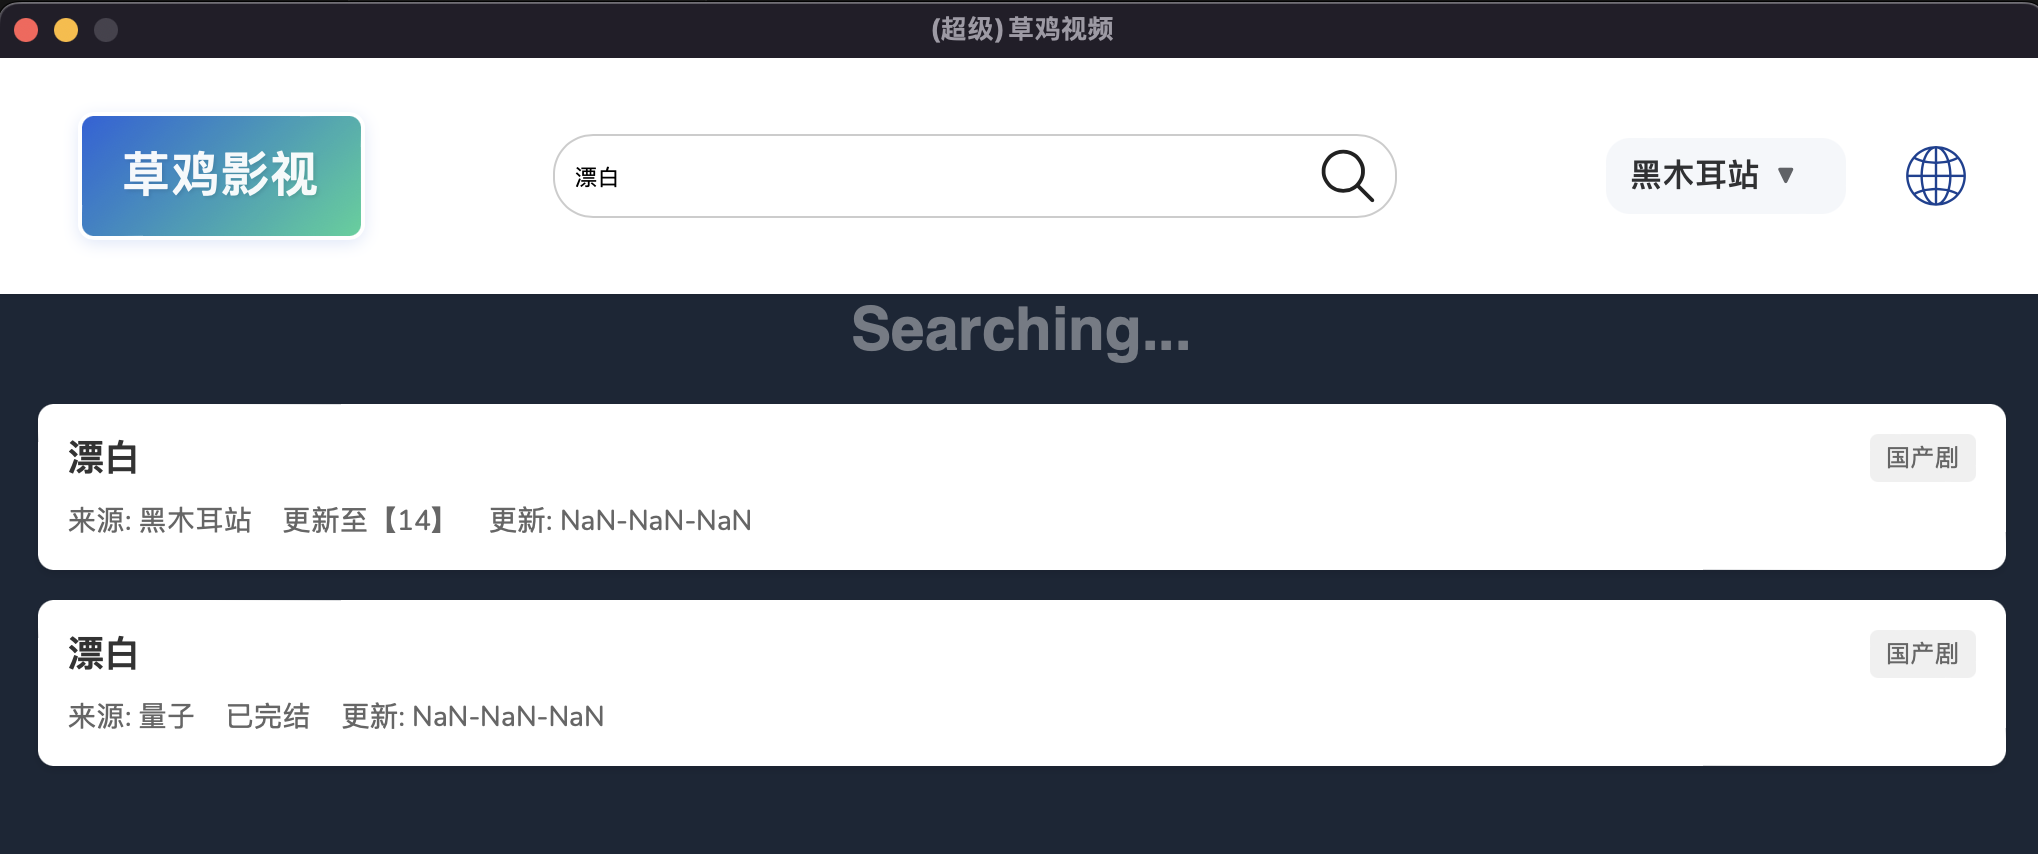 (超级)草鸡视频
草鸡影视
漂白
黑木耳站 ▼
Searching...
漂白
国产剧
来源: 黑木耳站 更新至【14】 更新: NaN-NaN-NaN
漂白
国产剧
来源: 量子 已完结 更新: NaN-NaN-NaN